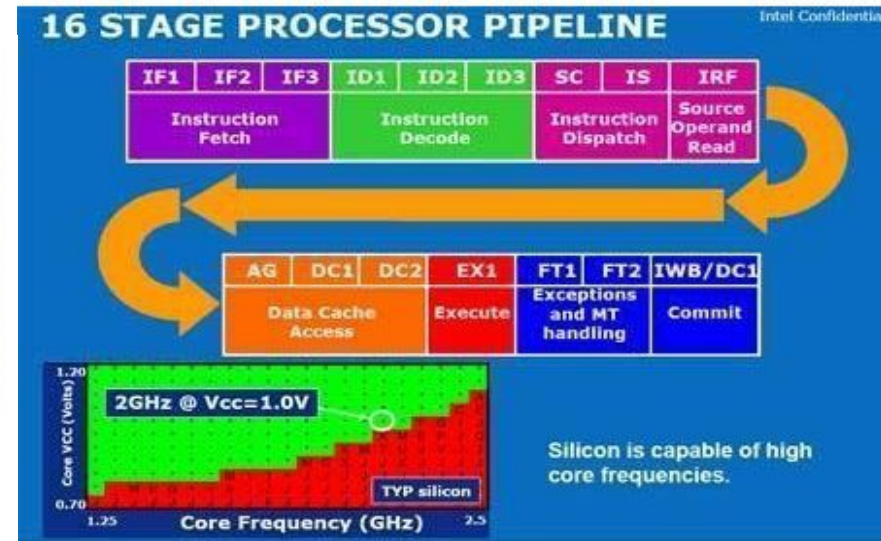 16 STAGE PROCESSOR PIPELINE
Intel Confidentia
IF1 IF2 IF3 ID1 ID2 ID3 SC IS IRF
Instruction
Fetch
Instruction
Decode
Instruction
Dispatch
Source
Operand
Read
AG DC1 DC2 EX1 FT1 FT2 IWB/DC1
Data Cache
Access
Execute
Exceptions
and MT
handling
Commit
1.20
Core VCC (Volts)
0.70
2GHz @ Vcc=1.0V
TYP silicon
1.25
Core Frequency (GHz)
2.5
Silicon is capable of high
core frequencies.